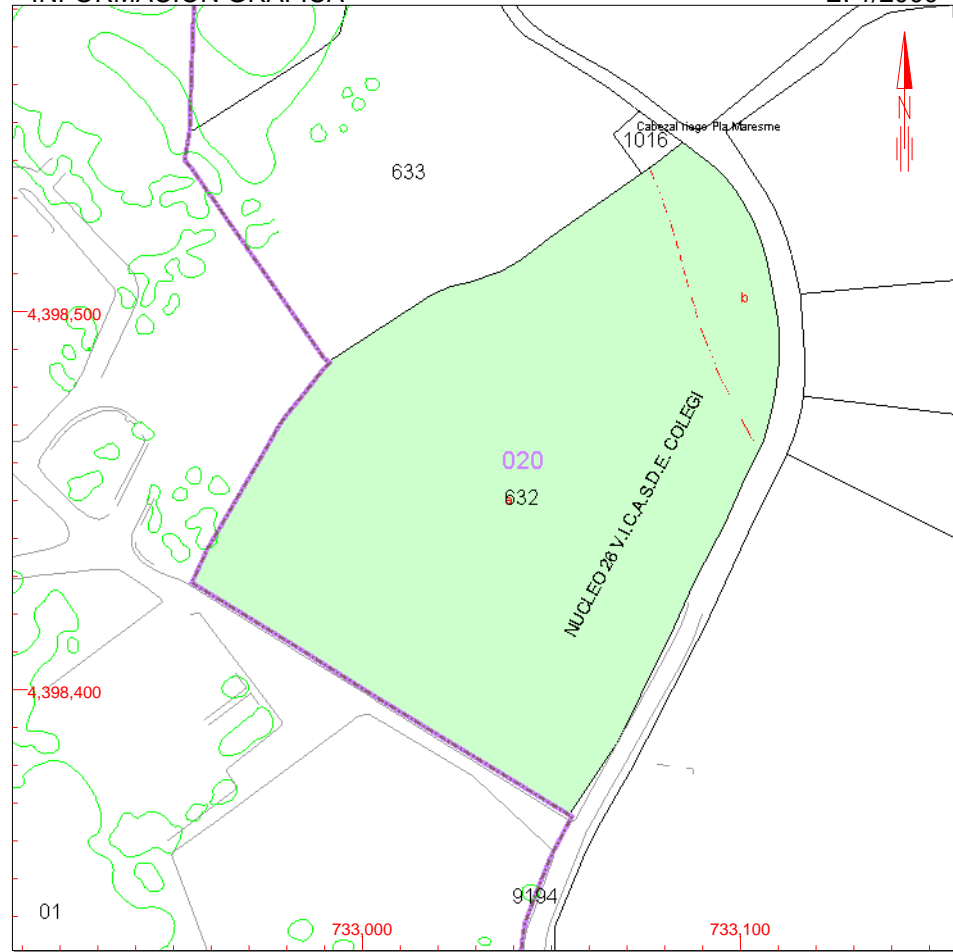 N
Cabezal riego Pla Maresme
1016
633
b
4,398,500
NUCLEO 26 V.I.C.A.S.D.E. COLEGI
020
632
a
4,398,400
9194
01
733,000
733,100